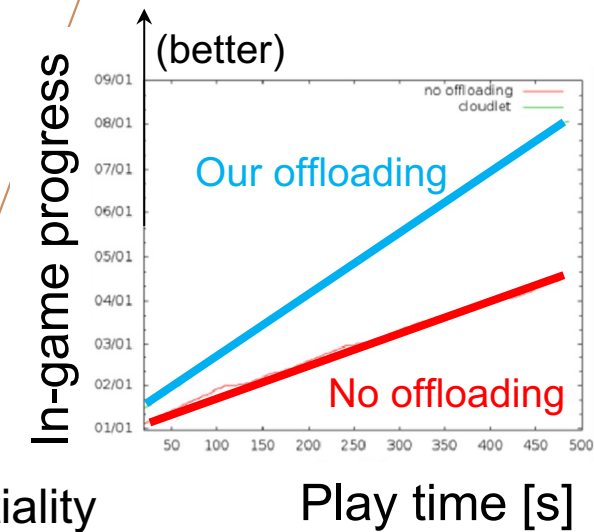 (better)
In-game progress
09/01
08/01
07/01
06/01
05/01
04/01
03/01
02/01
01/01
no offloading
cloudlet
Our offloading
No offloading
50 100 150 200 250 300 350 400 450 500
tiality
Play time [s]